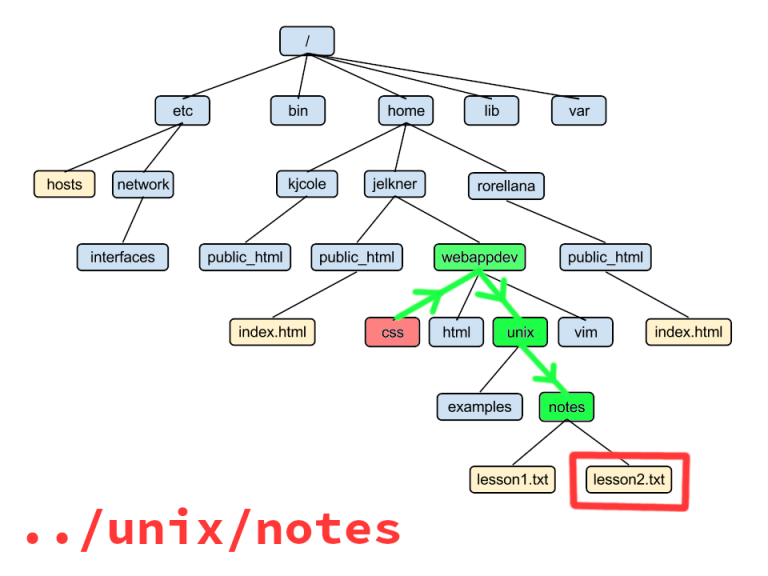 /
etc bin home lib var
hosts network kjcole jelkner rorellana
interfaces public_html public_html webappdev public_html
index.html css html unix vim index.html
examples notes
lesson1.txt lesson2.txt
../unix/notes